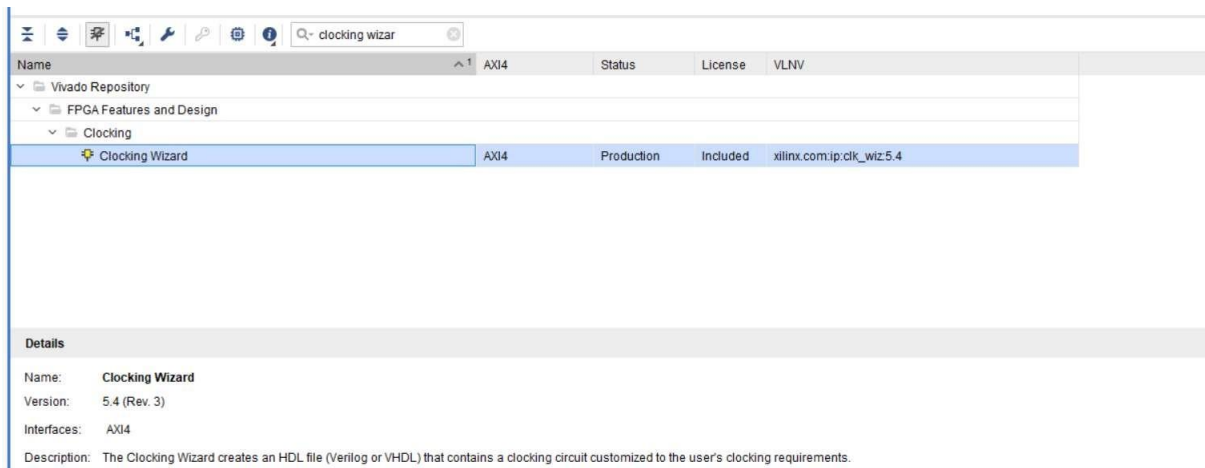 clocking wizar
Name 1 AXI4 Status License VLNV
Vivado Repository
FPGA Features and Design
Clocking
Clocking Wizard AXI4 Production Included xilinx.com:ip:clk_wiz:5.4
Details
Name: Clocking Wizard
Version: 5.4 (Rev. 3)
Interfaces: AXI4
Description: The Clocking Wizard creates an HDL file (Verilog or VHDL) that contains a clocking circuit customized to the user's clocking requirements.